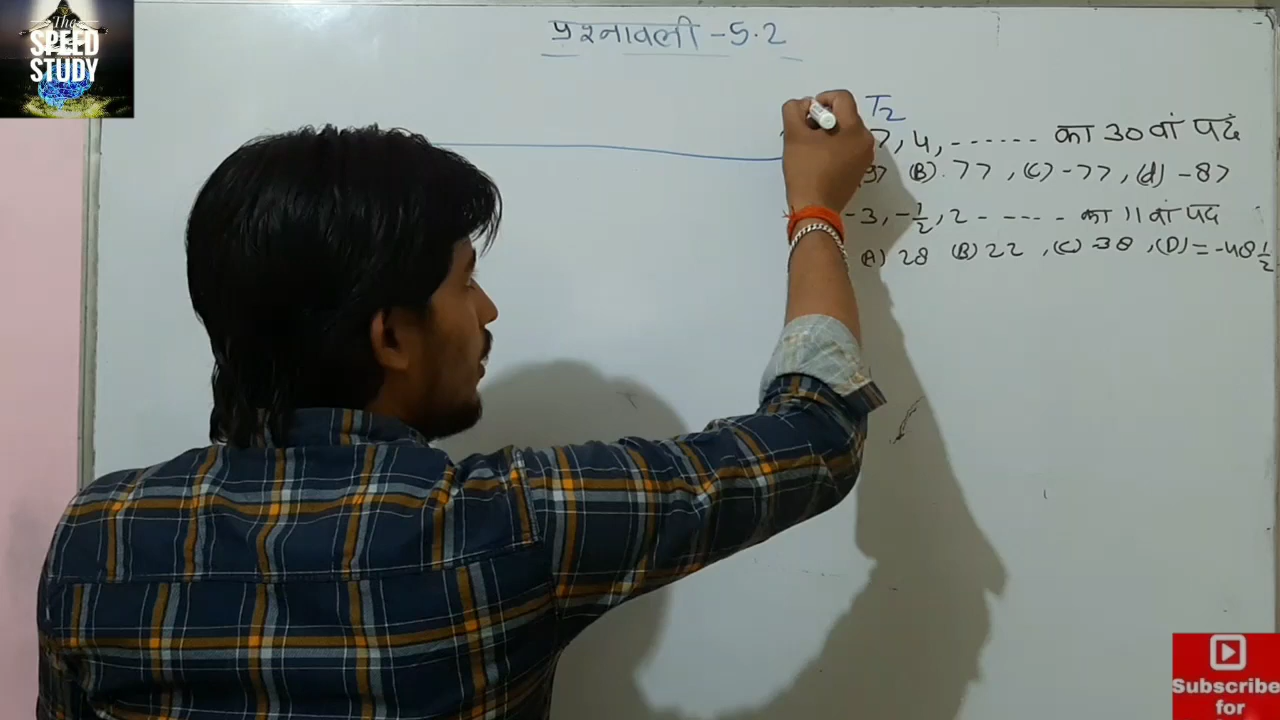 The
SPEED
STUDY
प्रश्नावली - 5.2
T2
7, 4, ------ का 30 वां पद
97 (B). 77, (C) -77, (d) -87
-3, -1/2, 2 - ---- का 11 वां पद
(A) 28 (B) 22, (C) -38, (D) = -48 1/2
Subscribe
for